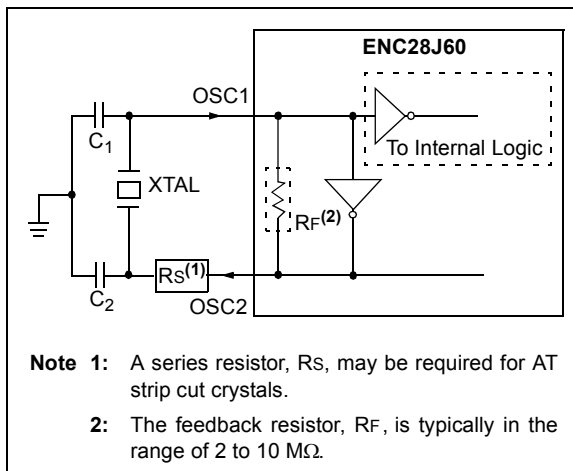 ENC28J60
OSC1
C1
To Internal Logic
XTAL
RF(2)
C2
RS(1)
OSC2
Note 1: A series resistor, RS, may be required for AT
strip cut crystals.
2: The feedback resistor, RF, is typically in the
range of 2 to 10 MΩ.